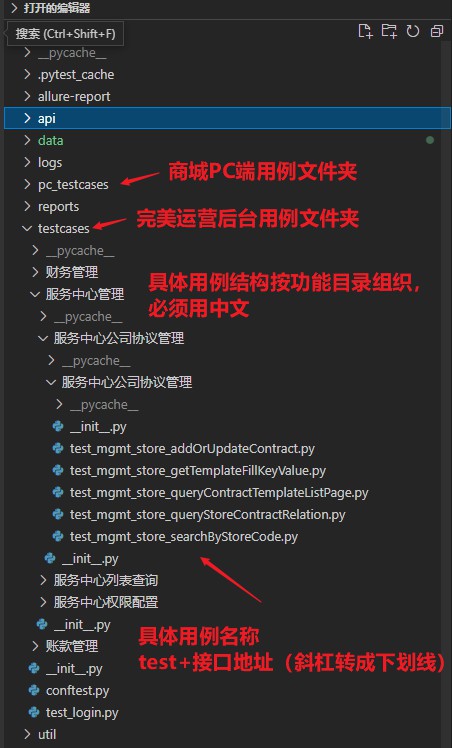 打开的编辑器
搜索 (Ctrl+Shift+F)
__pycache__
.pytest_cache
allure-report
api
data
logs
pc_testcases
商城PC端用例文件夹
reports
完美运营后台用例文件夹
testcases
__pycache__
财务管理
具体用例结构按功能目录组织，
必须用中文
服务中心管理
__pycache__
服务中心公司协议管理
__pycache__
服务中心公司协议管理
__pycache__
__init__.py
test_mgmt_store_addOrUpdateContract.py
test_mgmt_store_getTemplateFillKeyValue.py
test_mgmt_store_queryContractTemplateListPage.py
test_mgmt_store_queryStoreContractRelation.py
test_mgmt_store_searchByStoreCode.py
__init__.py
服务中心列表查询
服务中心权限配置
__init__.py
具体用例名称
test+接口地址（斜杠转成下划线）
账款管理
__init__.py
conftest.py
test_login.py
util